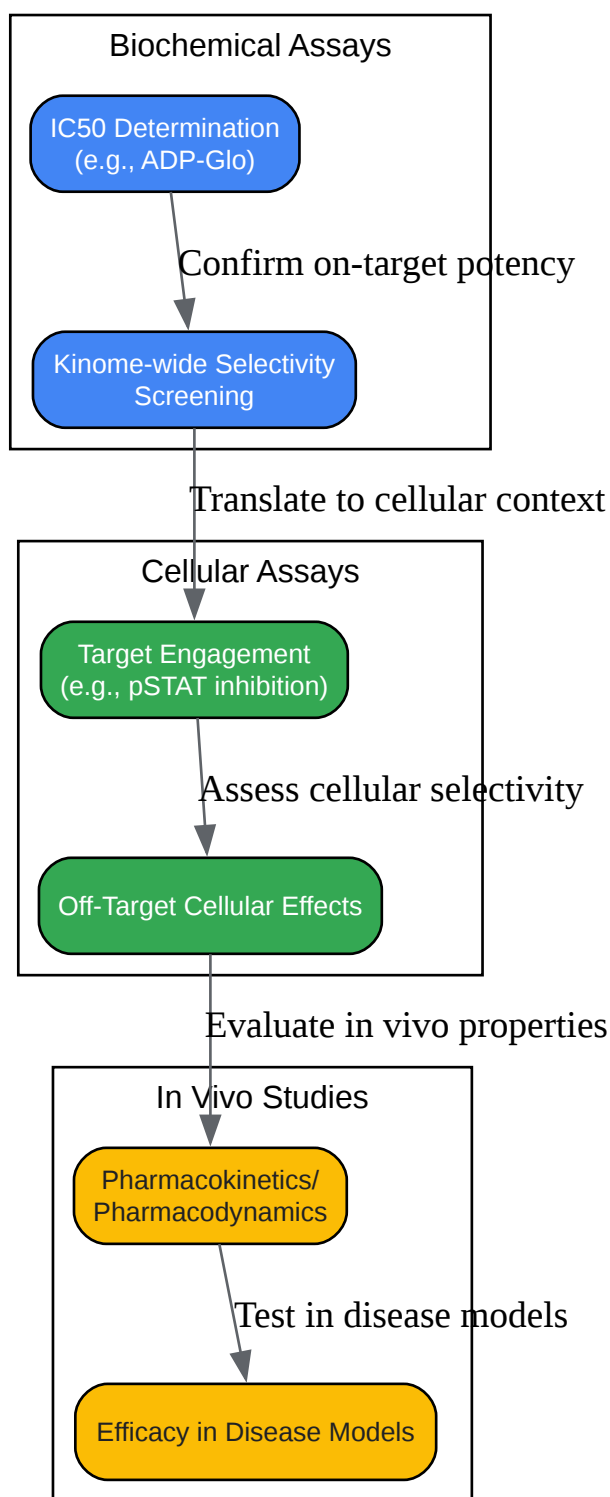 Biochemical Assays
IC50 Determination
(e.g., ADP-Glo)
Confirm on-target potency
Kinome-wide Selectivity
Screening
Translate to cellular context
Cellular Assays
Target Engagement
(e.g., pSTAT inhibition)
Assess cellular selectivity
Off-Target Cellular Effects
Evaluate in vivo properties
In Vivo Studies
Pharmacokinetics/
Pharmacodynamics
Test in disease models
Efficacy in Disease Models